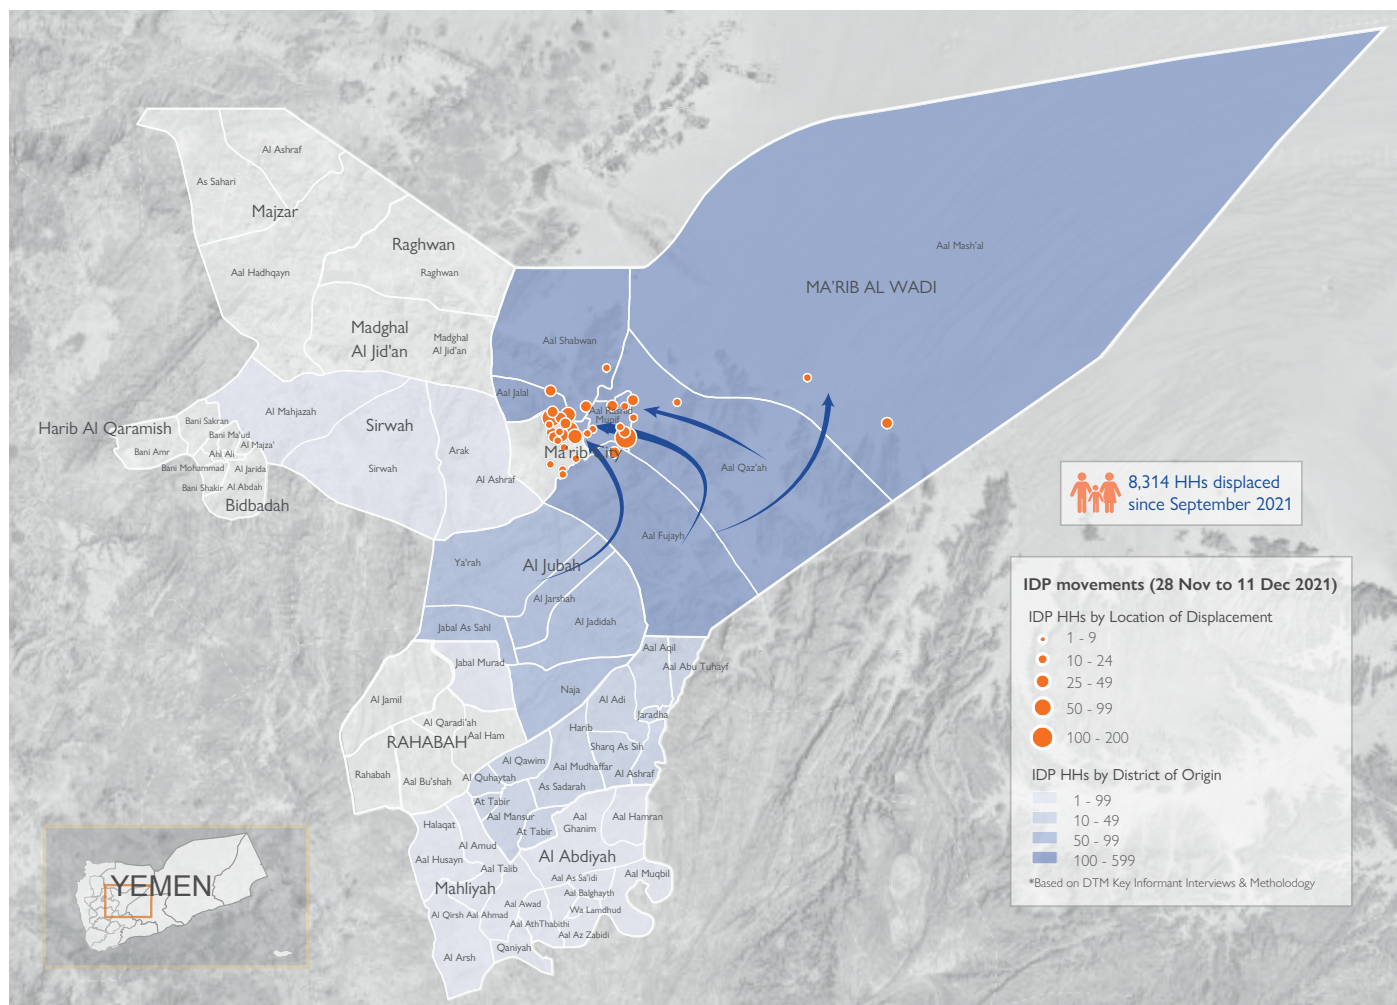 Al Ashraf
As Sahari
Majzar
Raghwan
Aal Mash'al
Aal Hadhqayn
Raghwan
MA'RIB AL WADI
Madghal
Al Jid'an
Madghal
Al Jid'an
Aal Shabwan
Aal Jalal
Al Mahjazah
Aal Rashid
Munif
Sirwah
Harib Al Qaramish
Bani Sakran
Bani Ma'ud
Al Majza'
Bani Amr
Ahl Ali
Arak
Ma'rib City
Bani Mohammad
Al Jarida
Sirwah
Aal Qaz'ah
Al Ashraf
Bani Shakir
Al Abdah
Bidbadah
8,314 HHs displaced
since September 2021
Aal Fujayh
Ya'rah
Al Jubah
IDP movements (28 Nov to 11 Dec 2021)
Al Jarshah
IDP HHs by Location of Displacement
1 - 9
10 - 24
25 - 49
50 - 99
100 - 200
IDP HHs by District of Origin
1 - 99
10 - 49
50 - 99
100 - 599
*Based on DTM Key Informant Interviews & Metholodogy
Al Jadidah
Jabal As Sahl
Aal Aqil
Jabal Murad
Aal Abu Tuhayf
Naja
Al Jamil
Al Adi
Jaradha
Al Qaradi'ah
Harib
RAHABAH
Aal Ham
Sharq As Sih
Al Qawim
Rahabah
Aal Bu'shah
Al Quhaytah
Aal Mudhaffar
Al Ashraf
As Sadarah
At Tabir
Aal Mansur
Aal
Ghanim
Aal Hamran
Halaqat
At Tabir
Al Amud
Aal Husayn
Al Abdiyah
Aal Talib
Aal As Sa'idi
Aal Muqbil
Mahliyah
Aal Balghayth
Aal Awad
Wa Lamdhud
Al Qirsh
Aal Ahmad
Aal AthThabithi
Aal Az Zabidi
Qaniyah
Al Arsh
YEMEN